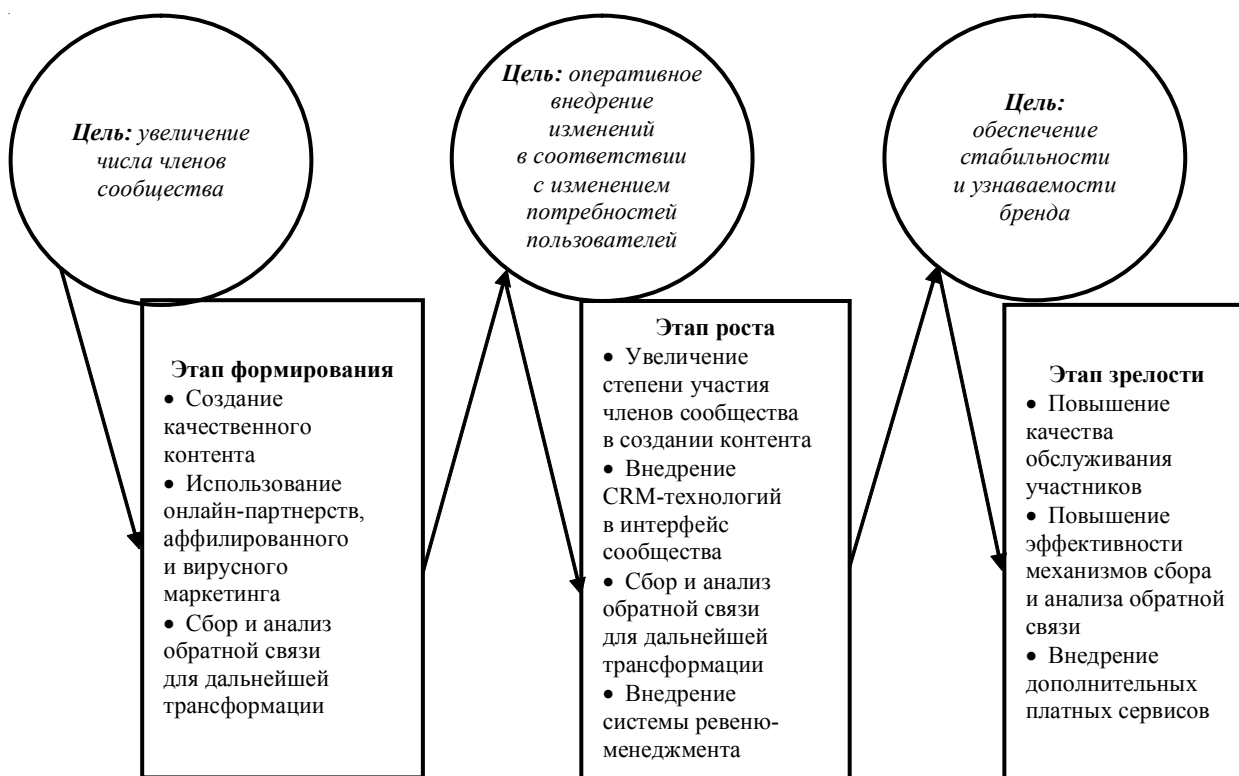 Цель: увеличение
числа членов
сообщества
Цель: оперативное
внедрение
изменений
в соответствии
с изменением
потребностей
пользователей
Цель:
обеспечение
стабильности
и узнаваемости
бренда
Этап формирования
• Создание
качественного
контента
• Использование
онлайн-партнерств,
аффилированного
и вирусного
маркетинга
• Сбор и анализ
обратной связи
для дальнейшей
трансформации
Этап роста
• Увеличение
степени участия
членов сообщества
в создании контента
• Внедрение
CRM-технологий
в интерфейс
сообщества
• Сбор и анализ
обратной связи
для дальнейшей
трансформации
• Внедрение
системы ревеню-
менеджмента
Этап зрелости
• Повышение
качества
обслуживания
участников
• Повышение
эффективности
механизмов сбора
и анализа обратной
связи
• Внедрение
дополнительных
платных сервисов